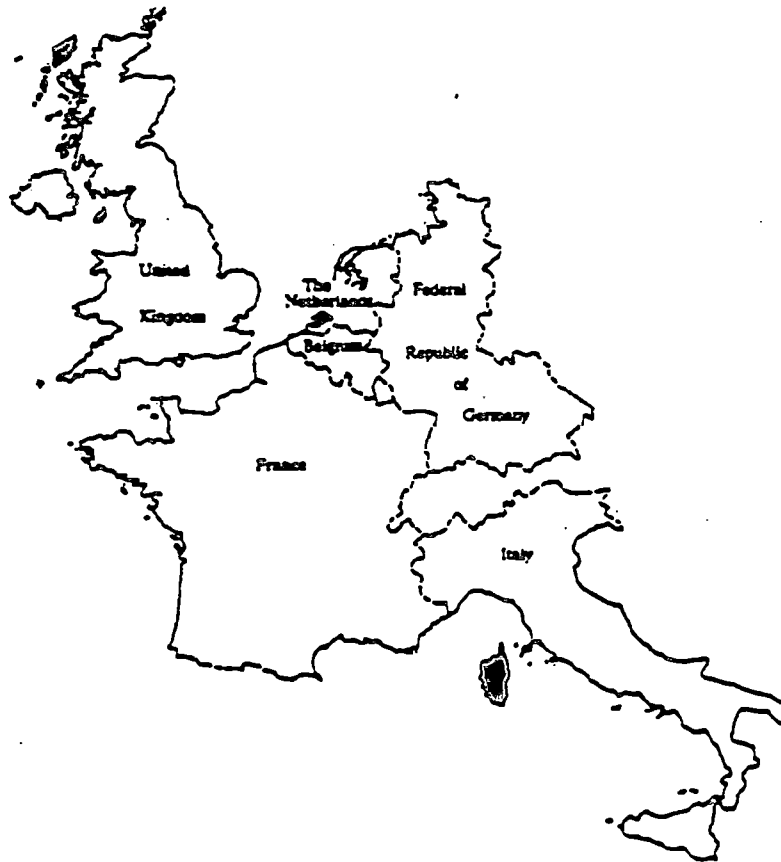 United
Kingdom
The
Netherlands
Belgium
Federal
Republic
of
Germany
France
Italy